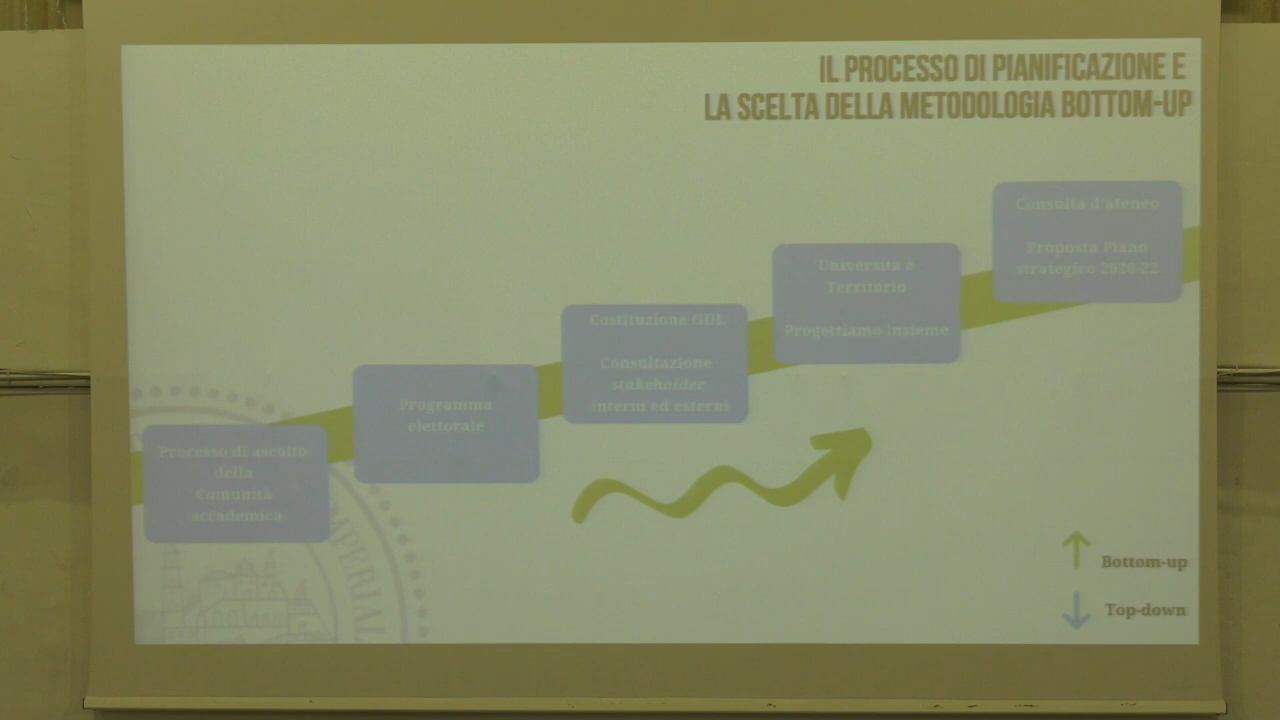 IL PROCESSO DI PIANIFICAZIONE E
LA SCELTA DELLA METODOLOGIA BOTTOM-UP
Processo di ascolto
della
Comunità
accademica
Programma
elettorale
Costituzione GDL
Consultazione
stakeholder
interni ed esterni
Università e
Territorio
Progettiamo insieme
Consulta d'ateneo
Proposta Piano
strategico 2020-22
Bottom-up
Top-down
IMPERIAL